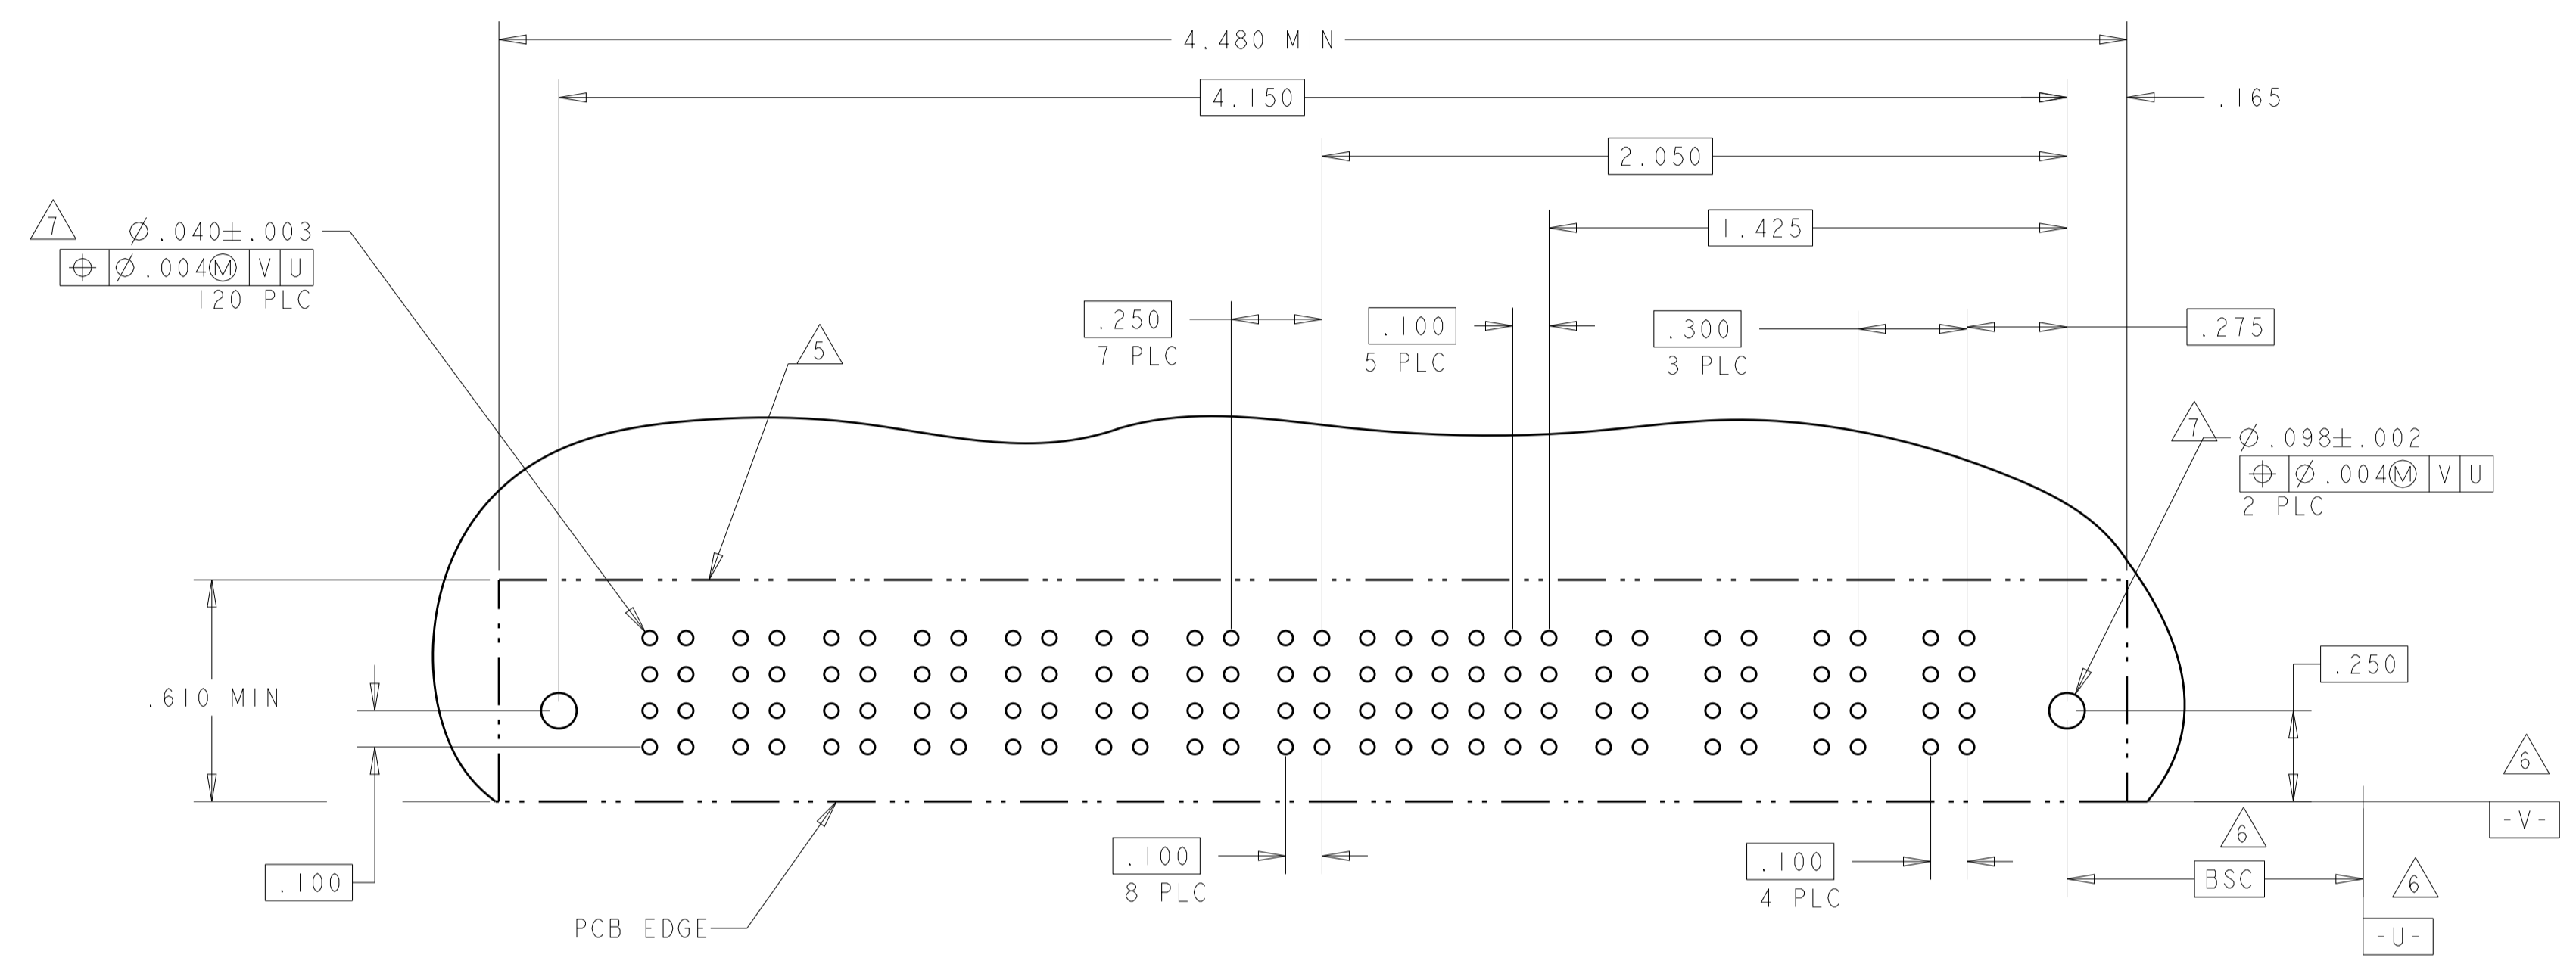 4.480 MIN
4.150
.165
2.050
7
Ø.040±.003
⌖ Ø.004Ⓜ V U
120 PLC
1.425
.250
7 PLC
.100
5 PLC
.300
3 PLC
.275
5
7
Ø.098±.002
⌖ Ø.004Ⓜ V U
2 PLC
.610 MIN
.250
6
-V-
6
.100
.100
8 PLC
.100
4 PLC
BSC
6
PCB EDGE
-U-